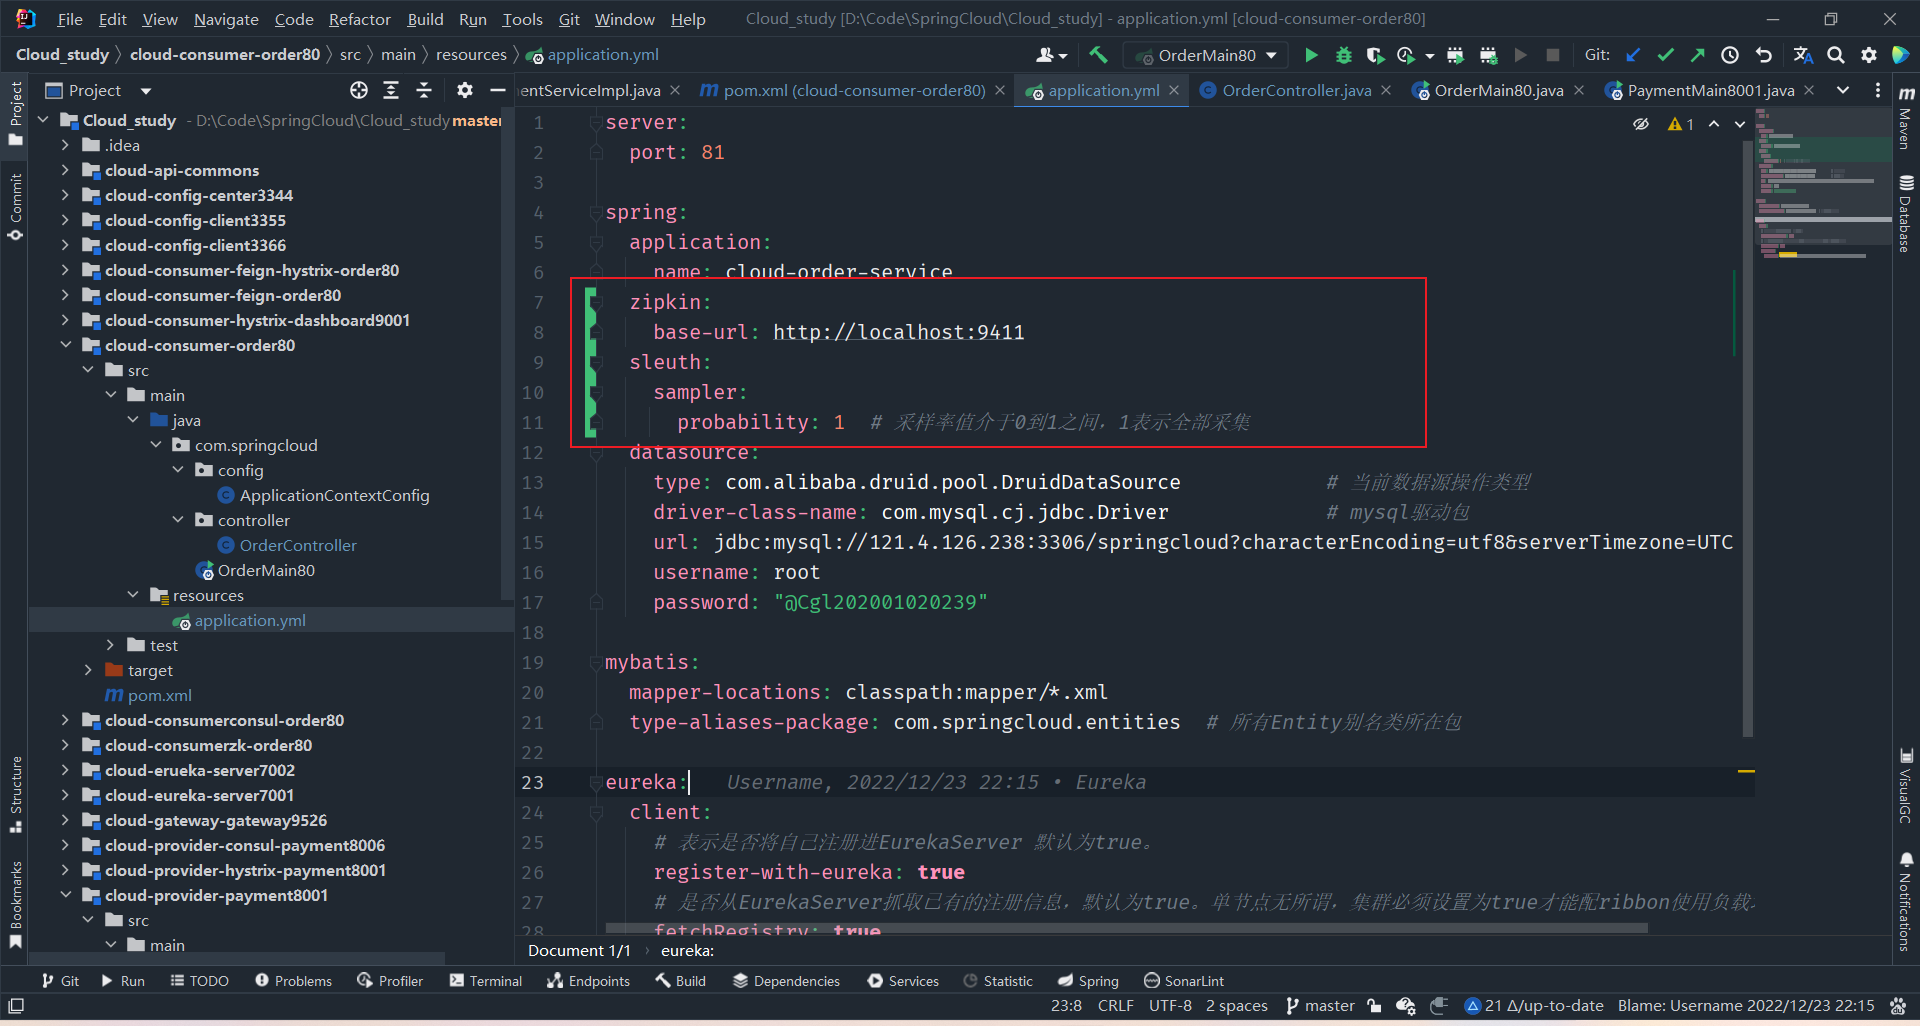 File Edit View Navigate Code Refactor Build Run Tools Git Window Help Cloud_study [D:\Code\SpringCloud\Cloud_study] - application.yml [cloud-consumer-order80]
Cloud_study cloud-consumer-order80 src main resources application.yml OrderMain80 Git:
Project
entServiceImpl.java pom.xml (cloud-consumer-order80) application.yml OrderController.java OrderMain80.java PaymentMain8001.java
Project
Commit
Structure
Bookmarks
Cloud_study - D:\Code\SpringCloud\Cloud_study master
.idea
cloud-api-commons
cloud-config-center3344
cloud-config-client3355
cloud-config-client3366
cloud-consumer-feign-hystrix-order80
cloud-consumer-feign-order80
cloud-consumer-hystrix-dashboard9001
cloud-consumer-order80
src
main
java
com.springcloud
config
ApplicationContextConfig
controller
OrderController
OrderMain80
resources
application.yml
test
target
pom.xml
cloud-consumerconsul-order80
cloud-consumerzk-order80
cloud-erueka-server7002
cloud-eureka-server7001
cloud-gateway-gateway9526
cloud-provider-consul-payment8006
cloud-provider-hystrix-payment8001
cloud-provider-payment8001
src
main
1 server:
2 port: 81
3
4 spring:
5 application:
6 name: cloud-order-service
7 zipkin:
8 base-url: http://localhost:9411
9 sleuth:
10 sampler:
11 probability: 1 # 采样率值介于0到1之间，1表示全部采集
12 datasource:
13 type: com.alibaba.druid.pool.DruidDataSource # 当前数据源操作类型
14 driver-class-name: com.mysql.cj.jdbc.Driver # mysql驱动包
15 url: jdbc:mysql://121.4.126.238:3306/springcloud?characterEncoding=utf8&serverTimezone=UTC
16 username: root
17 password: "@Cgl202001020239"
18
19 mybatis:
20 mapper-locations: classpath:mapper/*.xml
21 type-aliases-package: com.springcloud.entities # 所有Entity别名类所在包
22
23 eureka: Username, 2022/12/23 22:15 • Eureka
24 client:
25 # 表示是否将自己注册进EurekaServer 默认为true。
26 register-with-eureka: true
27 # 是否从EurekaServer抓取已有的注册信息，默认为true。单节点无所谓，集群必须设置为true才能配ribbon使用负载
28 fetchRegistry: true
1
Maven
Database
VisualGC
Notifications
Document 1/1 eureka:
Git Run TODO Problems Profiler Terminal Endpoints Build Dependencies Services Statistic Spring SonarLint
23:8 CRLF UTF-8 2 spaces master 21 Δ/up-to-date Blame: Username 2022/12/23 22:15